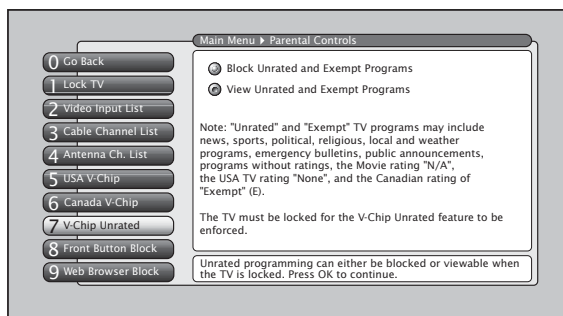 Main Menu ▶ Parental Controls
0 Go Back
1 Lock TV
2 Video Input List
3 Cable Channel List
4 Antenna Ch. List
5 USA V-Chip
6 Canada V-Chip
7 V-Chip Unrated
8 Front Button Block
9 Web Browser Block
Block Unrated and Exempt Programs
View Unrated and Exempt Programs
Note: "Unrated" and "Exempt" TV programs may include
news, sports, political, religious, local and weather
programs, emergency bulletins, public announcements,
programs without ratings, the Movie rating "N/A",
the USA TV rating "None", and the Canadian rating of
"Exempt" (E).
The TV must be locked for the V-Chip Unrated feature to be
enforced.
Unrated programming can either be blocked or viewable when
the TV is locked. Press OK to continue.